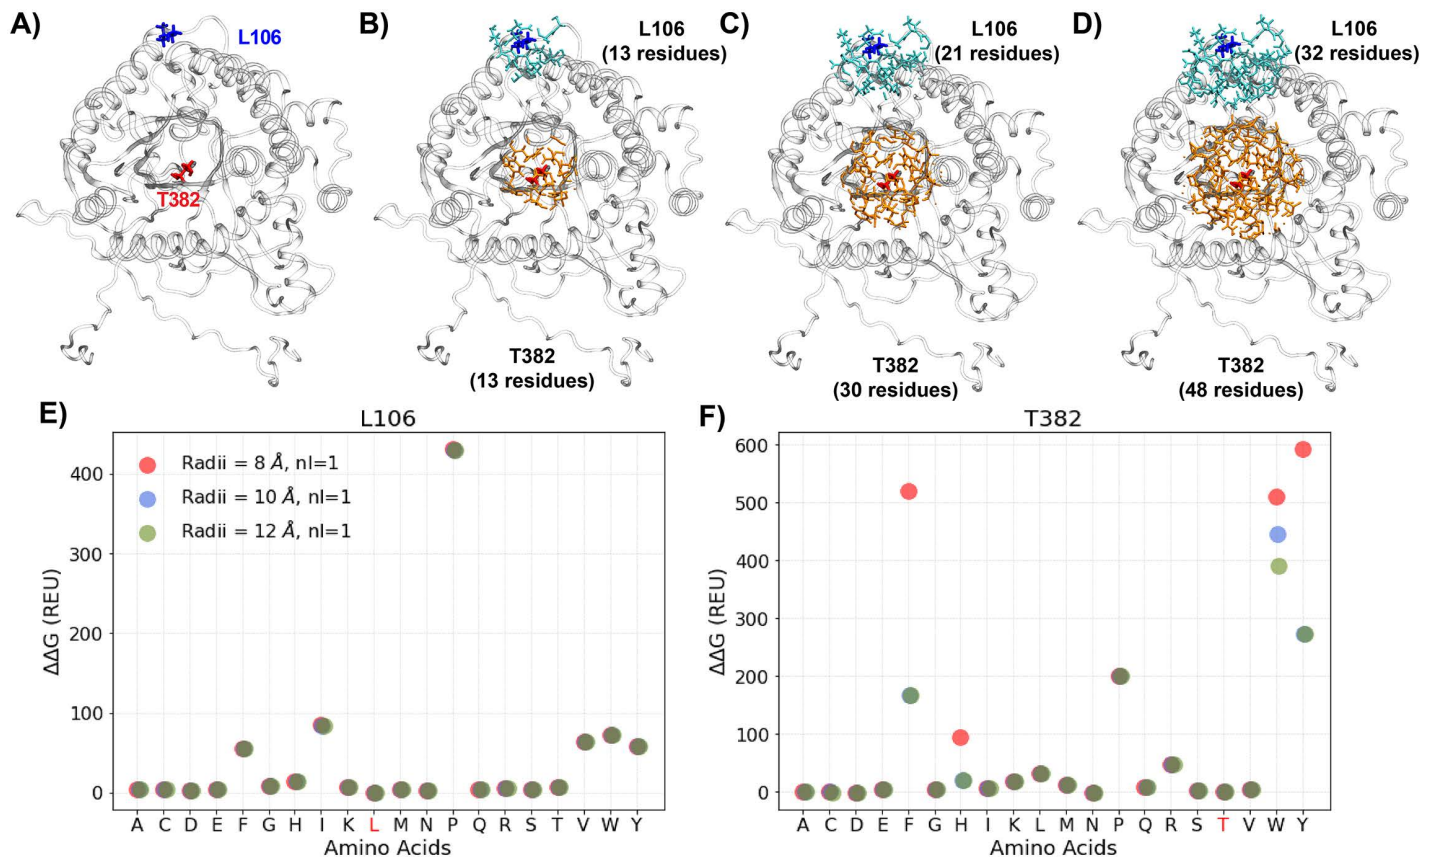 A)
L106
T382
B)
L106
(13 residues)
T382
(13 residues)
C)
L106
(21 residues)
T382
(30 residues)
D)
L106
(32 residues)
T382
(48 residues)
E)
L106
Radii = 8 Å, nl=1
Radii = 10 Å, nl=1
Radii = 12 Å, nl=1
400
300
200
100
0
ΔΔG (REU)
A C D E F G H I K L M N P Q R S T V W Y
Amino Acids
F)
T382
600
500
400
300
200
100
0
ΔΔG (REU)
A C D E F G H I K L M N P Q R S T V W Y
Amino Acids